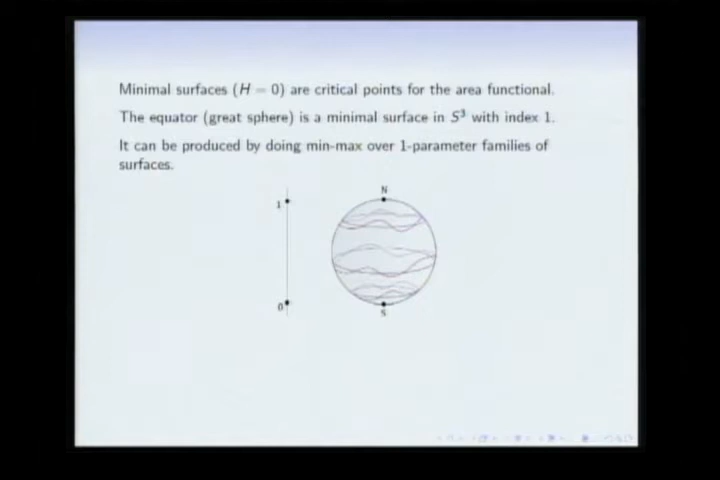 Minimal surfaces (H = 0) are critical points for the area functional.
The equator (great sphere) is a minimal surface in S³ with index 1.
It can be produced by doing min-max over 1-parameter families of
surfaces.
N
1
0
S